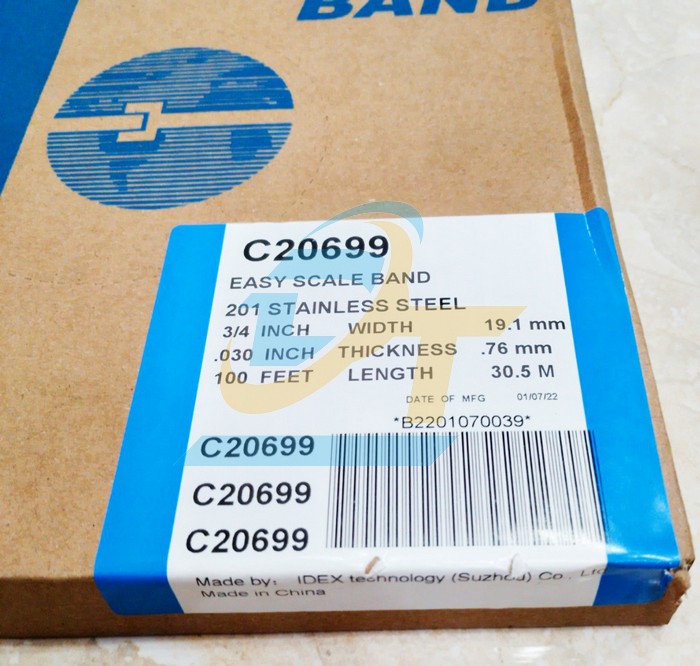 BAND
C20699
EASY SCALE BAND
201 STAINLESS STEEL
3/4 INCH WIDTH 19.1 mm
.030 INCH THICKNESS .76 mm
100 FEET LENGTH 30.5 M
DATE OF MFG 01/07/22
*B2201070039*
C20699
C20699
C20699
Made by: IDEX technology (Suzhou) Co.,
Made in China